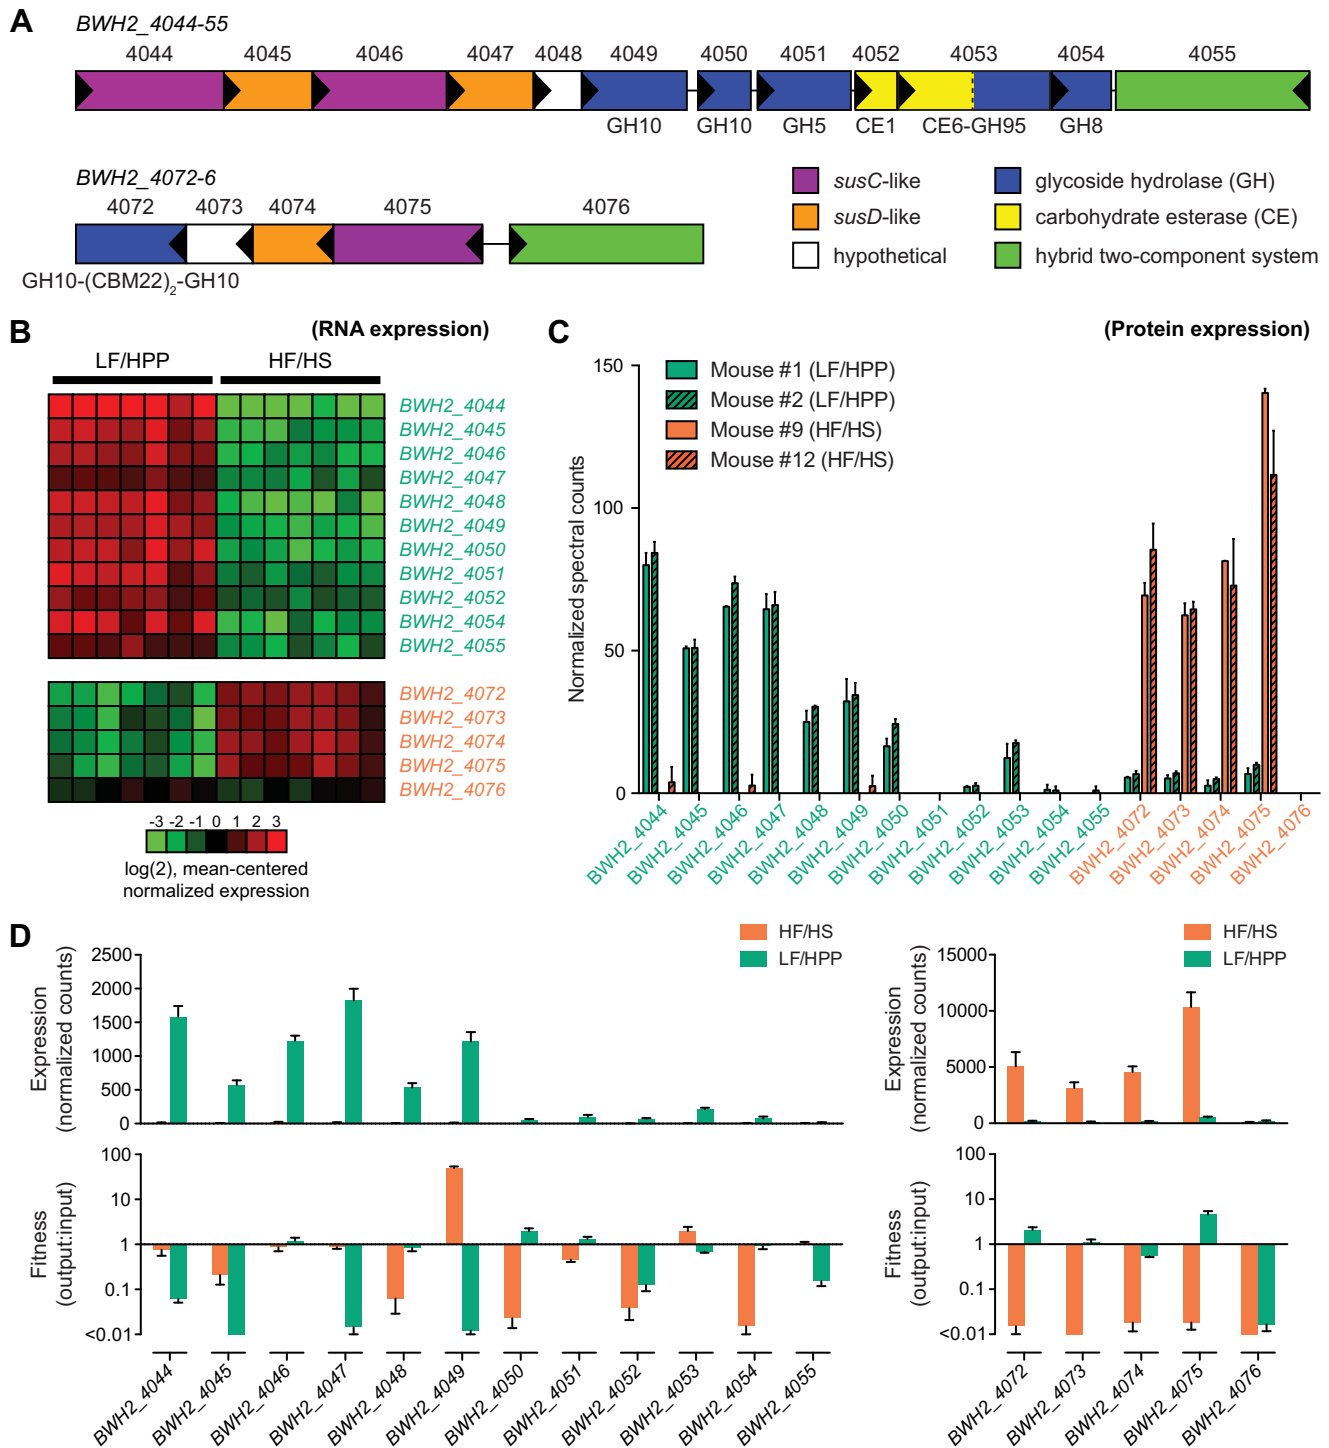 A
BWH2_4044-55
4044 4045 4046 4047 4048 4049 4050 4051 4052 4053 4054 4055
GH10 GH10 GH5 CE1 CE6-GH95 GH8
BWH2_4072-6
4072 4073 4074 4075 4076
GH10-(CBM22)2-GH10
susC-like
susD-like
hypothetical
glycoside hydrolase (GH)
carbohydrate esterase (CE)
hybrid two-component system
B
(RNA expression)
LF/HPP HF/HS
BWH2_4044
BWH2_4045
BWH2_4046
BWH2_4047
BWH2_4048
BWH2_4049
BWH2_4050
BWH2_4051
BWH2_4052
BWH2_4054
BWH2_4055
BWH2_4072
BWH2_4073
BWH2_4074
BWH2_4075
BWH2_4076
-3 -2 -1 0 1 2 3
log(2), mean-centered
normalized expression
C
(Protein expression)
Normalized spectral counts
150
100
50
0
Mouse #1 (LF/HPP)
Mouse #2 (LF/HPP)
Mouse #9 (HF/HS)
Mouse #12 (HF/HS)
BWH2_4044
BWH2_4045
BWH2_4046
BWH2_4047
BWH2_4048
BWH2_4049
BWH2_4050
BWH2_4051
BWH2_4052
BWH2_4053
BWH2_4054
BWH2_4055
BWH2_4072
BWH2_4073
BWH2_4074
BWH2_4075
BWH2_4076
D
HF/HS
LF/HPP
Expression
(normalized counts)
2500
2000
1500
1000
500
0
Fitness
(output:input)
100
10
1
0.1
<0.01
BWH2_4044
BWH2_4045
BWH2_4046
BWH2_4047
BWH2_4048
BWH2_4049
BWH2_4050
BWH2_4051
BWH2_4052
BWH2_4053
BWH2_4054
BWH2_4055
HF/HS
LF/HPP
Expression
(normalized counts)
15000
10000
5000
0
Fitness
(output:input)
100
10
1
0.1
<0.01
BWH2_4072
BWH2_4073
BWH2_4074
BWH2_4075
BWH2_4076